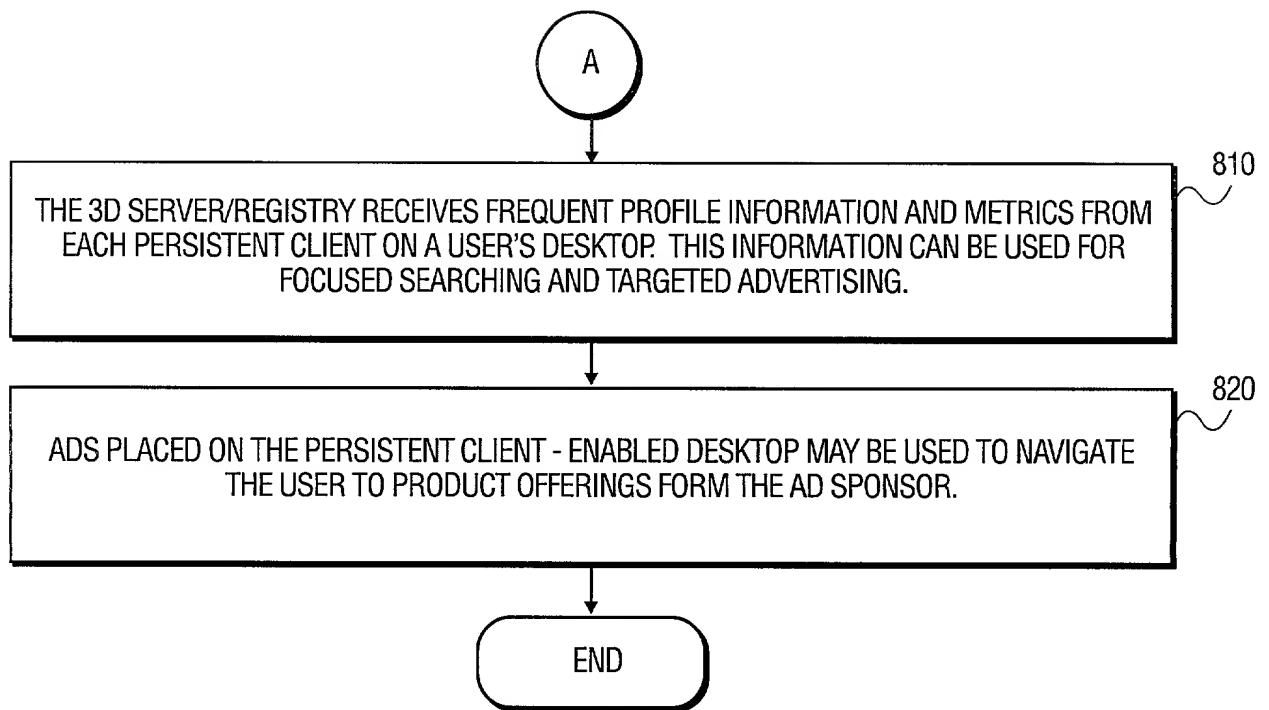 A
810
THE 3D SERVER/REGISTRY RECEIVES FREQUENT PROFILE INFORMATION AND METRICS FROM
EACH PERSISTENT CLIENT ON A USER'S DESKTOP. THIS INFORMATION CAN BE USED FOR
FOCUSED SEARCHING AND TARGETED ADVERTISING.
820
ADS PLACED ON THE PERSISTENT CLIENT - ENABLED DESKTOP MAY BE USED TO NAVIGATE
THE USER TO PRODUCT OFFERINGS FORM THE AD SPONSOR.
END